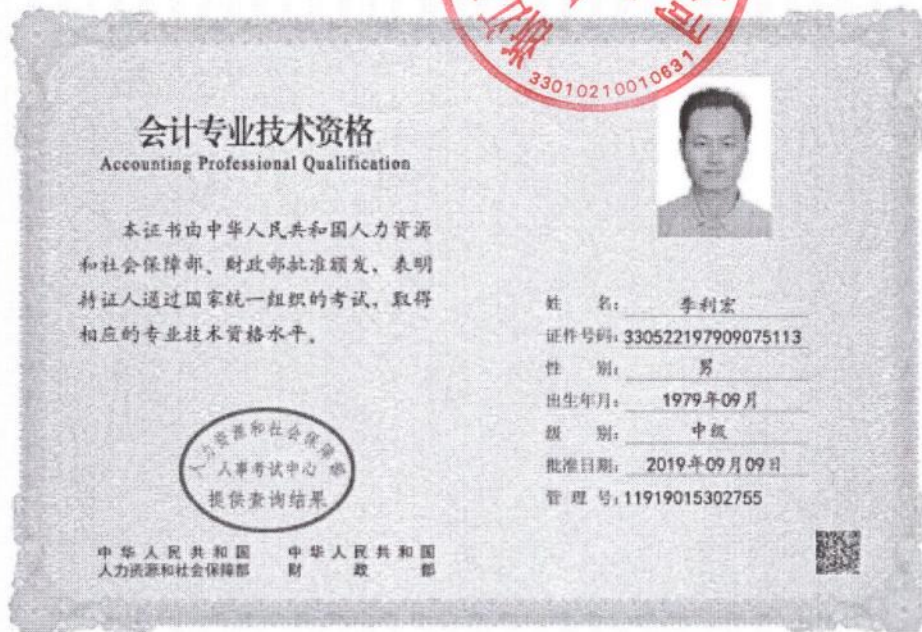 33010210010631
会计专业技术资格
Accounting Professional Qualification
本证书由中华人民共和国人力资源
和社会保障部、财政部批准颁发，表明
持证人通过国家统一组织的考试，取得
相应的专业技术资格水平。
人力资源和社会保障部
人事考试中心
提供查询结果
中华人民共和国
人力资源和社会保障部
中华人民共和国
财政部
姓名：李利宏
证件号码：330522197909075113
性别：男
出生年月：1979年09月
级别：中级
批准日期：2019年09月09日
管理号：11919015302755